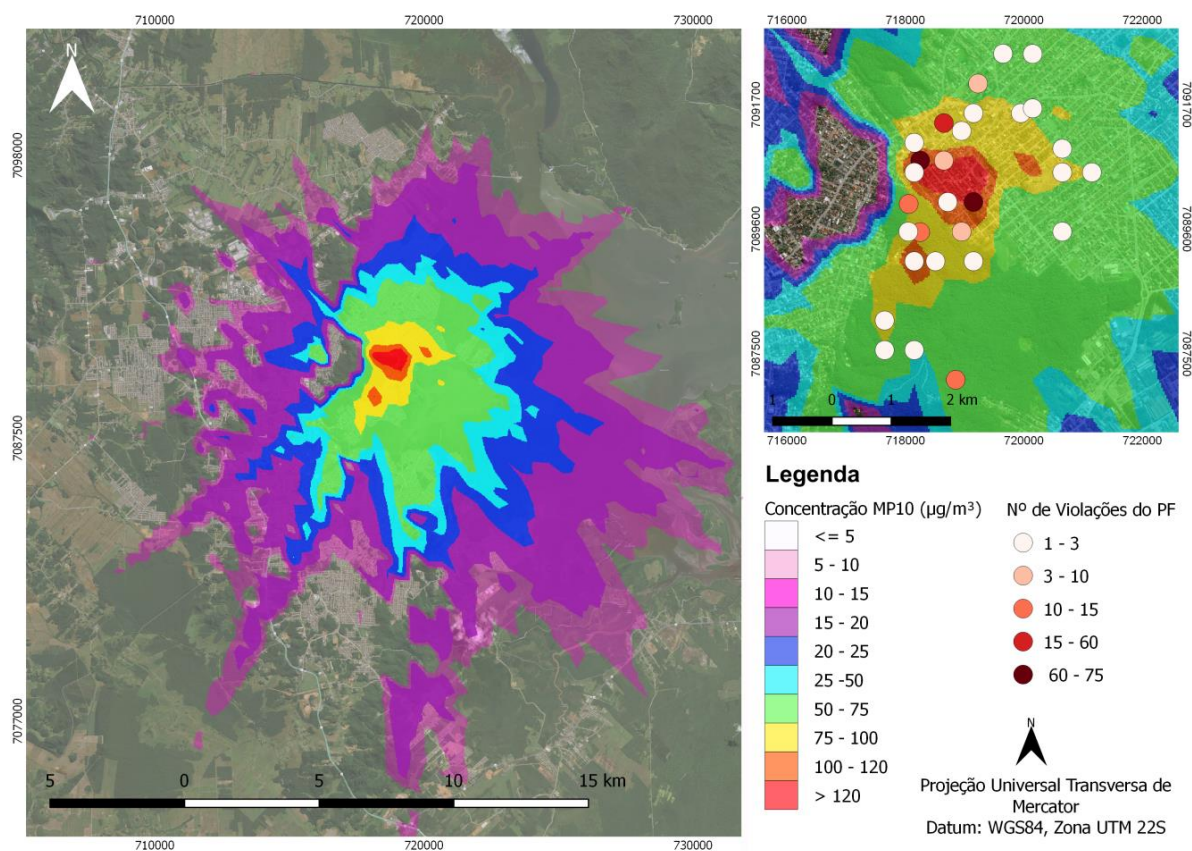 710000 720000 730000
716000 718000 720000 722000
N
7098000
7087500
7077000
7091700
7089600
7087500
7091700
7089600
7087500
1 0 1 2 km
716000 718000 720000 722000
5 0 5 10 15 km
710000 720000 730000
Legenda
Concentração MP10 (µg/m³)
<= 5
5 - 10
10 - 15
15 - 20
20 - 25
25 -50
50 - 75
75 - 100
100 - 120
> 120
Nº de Violações do PF
1 - 3
3 - 10
10 - 15
15 - 60
60 - 75
N
Projeção Universal Transversa de
Mercator
Datum: WGS84, Zona UTM 22S